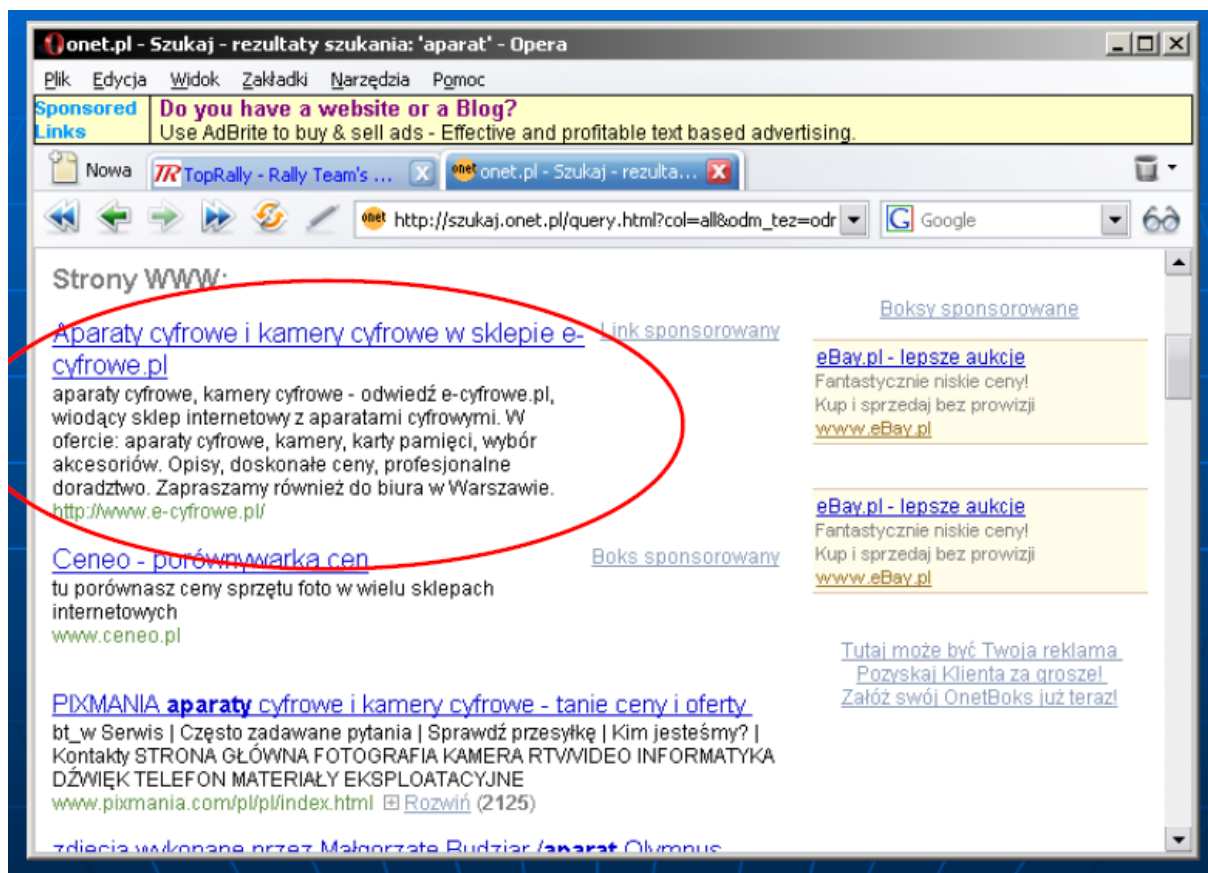 onet.pl - Szukaj - rezultaty szukania: 'aparat' - Opera
Plik Edycja Widok Zakładki Narzędzia Pomoc
Sponsored Links
Do you have a website or a Blog?
Use AdBrite to buy & sell ads - Effective and profitable text based advertising.
Nowa TR TopRally - Rally Team's ... onet onet.pl - Szukaj - rezulta...
onet http://szukaj.onet.pl/query.html?col=all&odm_tez=odr G Google
Strony WWW:
Aparaty cyfrowe i kamery cyfrowe w sklepie e-
cyfrowe.pl
Link sponsorowany
aparaty cyfrowe, kamery cyfrowe - odwiedź e-cyfrowe.pl,
wiodący sklep internetowy z aparatami cyfrowymi. W
ofercie: aparaty cyfrowe, kamery, karty pamięci, wybór
akcesoriów. Opisy, doskonałe ceny, profesjonalne
doradztwo. Zapraszamy również do biura w Warszawie.
http://www.e-cyfrowe.pl/
Ceneo - porównywarka cen
Boks sponsorowany
tu porównasz ceny sprzętu foto w wielu sklepach
internetowych
www.ceneo.pl
PIXMANIA aparaty cyfrowe i kamery cyfrowe - tanie ceny i oferty
bt_w Serwis | Często zadawane pytania | Sprawdź przesyłkę | Kim jesteśmy? |
Kontakty STRONA GŁÓWNA FOTOGRAFIA KAMERA RTV/VIDEO INFORMATYKA
DŹWIĘK TELEFON MATERIAŁY EKSPLOATACYJNE
www.pixmania.com/pl/pl/index.html Rozwiń (2125)
zdjęcia wykonane przez Małgorzatę Budziar /aparat Olympus
Boksy sponsorowane
eBay.pl - lepsze aukcje
Fantastycznie niskie ceny!
Kup i sprzedaj bez prowizji
www.eBay.pl
eBay.pl - lepsze aukcje
Fantastycznie niskie ceny!
Kup i sprzedaj bez prowizji
www.eBay.pl
Tutaj może być Twoja reklama
Pozyskaj Klienta za grosze!
Załóż swój OnetBoks już teraz!